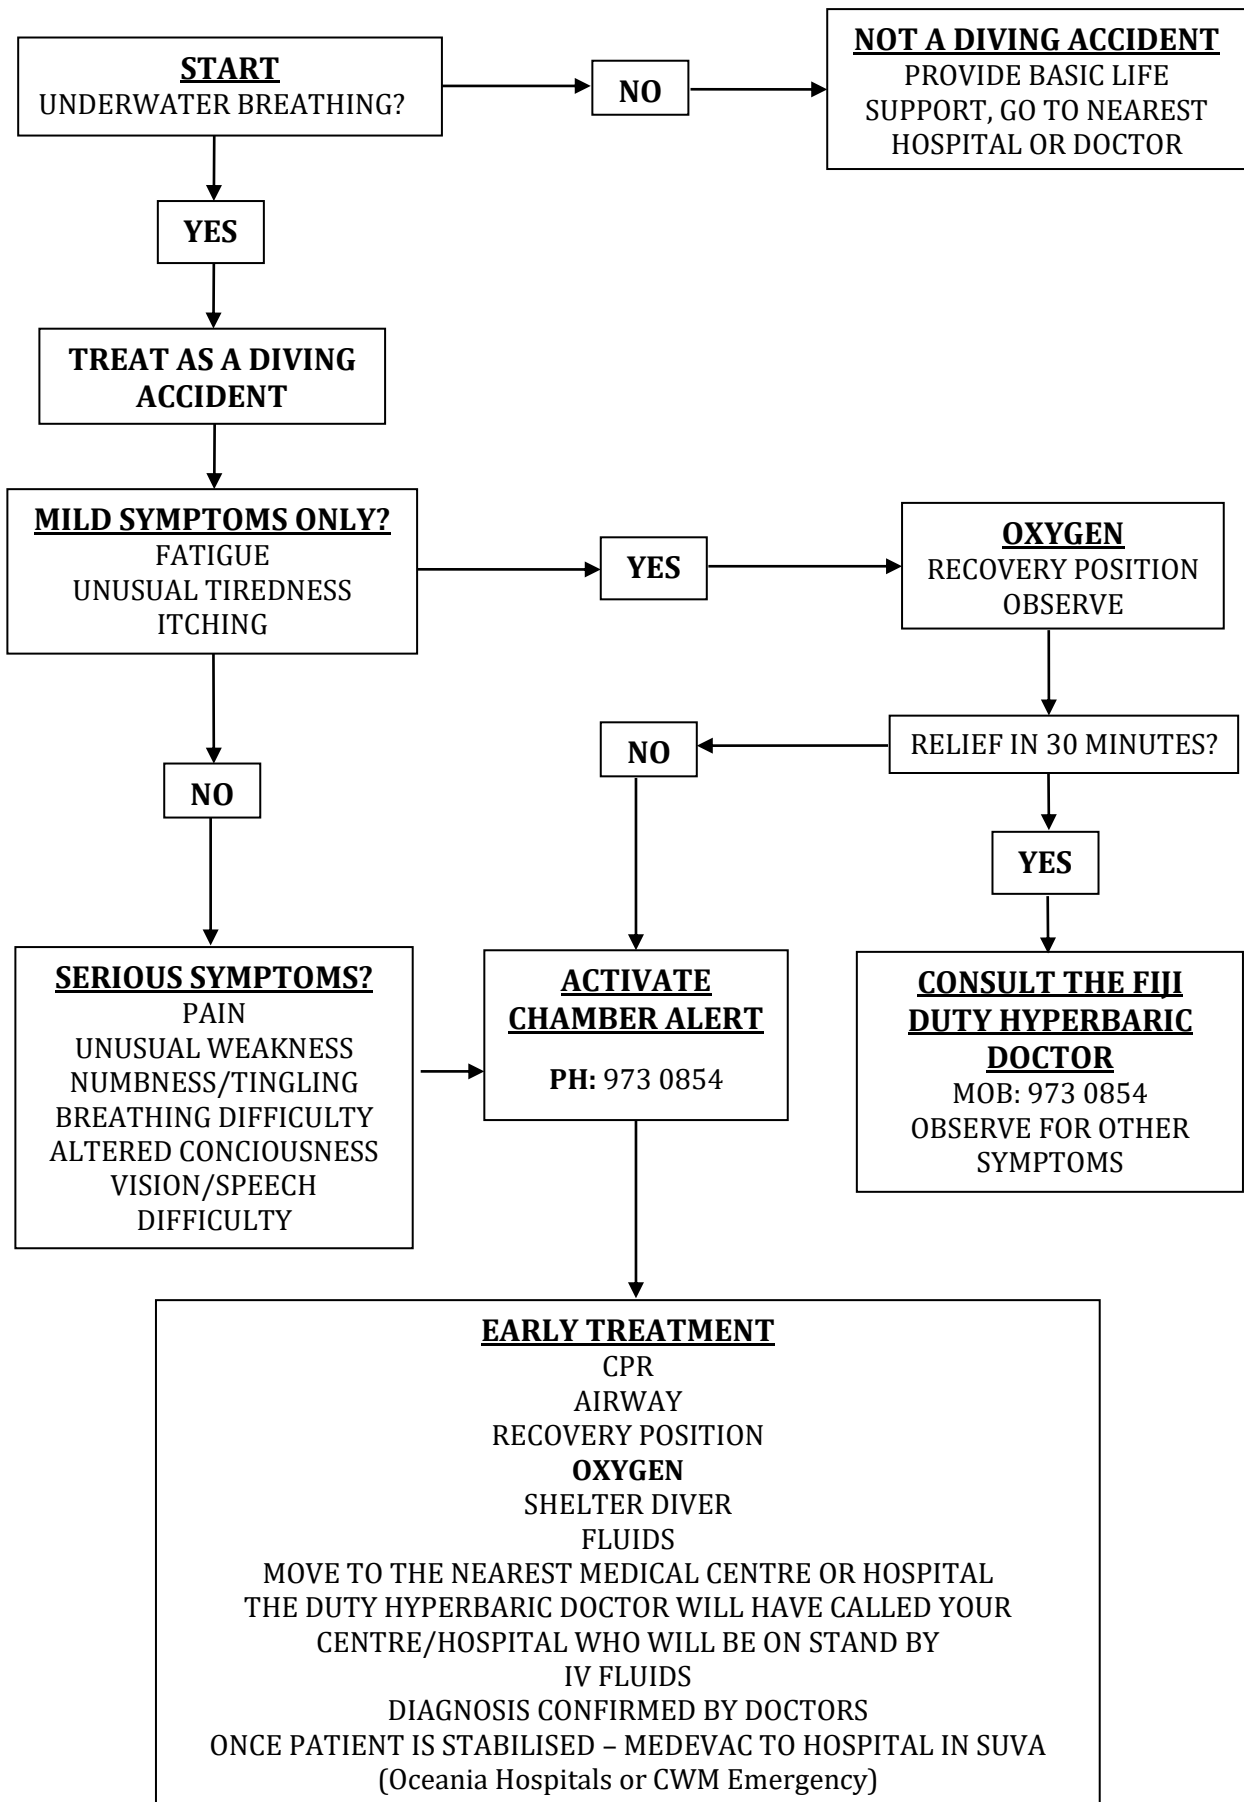 START
UNDERWATER BREATHING?
NO
NOT A DIVING ACCIDENT
PROVIDE BASIC LIFE
SUPPORT, GO TO NEAREST
HOSPITAL OR DOCTOR
YES
TREAT AS A DIVING
ACCIDENT
MILD SYMPTOMS ONLY?
FATIGUE
UNUSUAL TIREDNESS
ITCHING
YES
OXYGEN
RECOVERY POSITION
OBSERVE
RELIEF IN 30 MINUTES?
NO
NO
YES
SERIOUS SYMPTOMS?
PAIN
UNUSUAL WEAKNESS
NUMBNESS/TINGLING
BREATHING DIFFICULTY
ALTERED CONCIOUSNESS
VISION/SPEECH
DIFFICULTY
ACTIVATE
CHAMBER ALERT
PH: 973 0854
CONSULT THE FIJI
DUTY HYPERBARIC
DOCTOR
MOB: 973 0854
OBSERVE FOR OTHER
SYMPTOMS
EARLY TREATMENT
CPR
AIRWAY
RECOVERY POSITION
OXYGEN
SHELTER DIVER
FLUIDS
MOVE TO THE NEAREST MEDICAL CENTRE OR HOSPITAL
THE DUTY HYPERBARIC DOCTOR WILL HAVE CALLED YOUR
CENTRE/HOSPITAL WHO WILL BE ON STAND BY
IV FLUIDS
DIAGNOSIS CONFIRMED BY DOCTORS
ONCE PATIENT IS STABILISED – MEDEVAC TO HOSPITAL IN SUVA
(Oceania Hospitals or CWM Emergency)